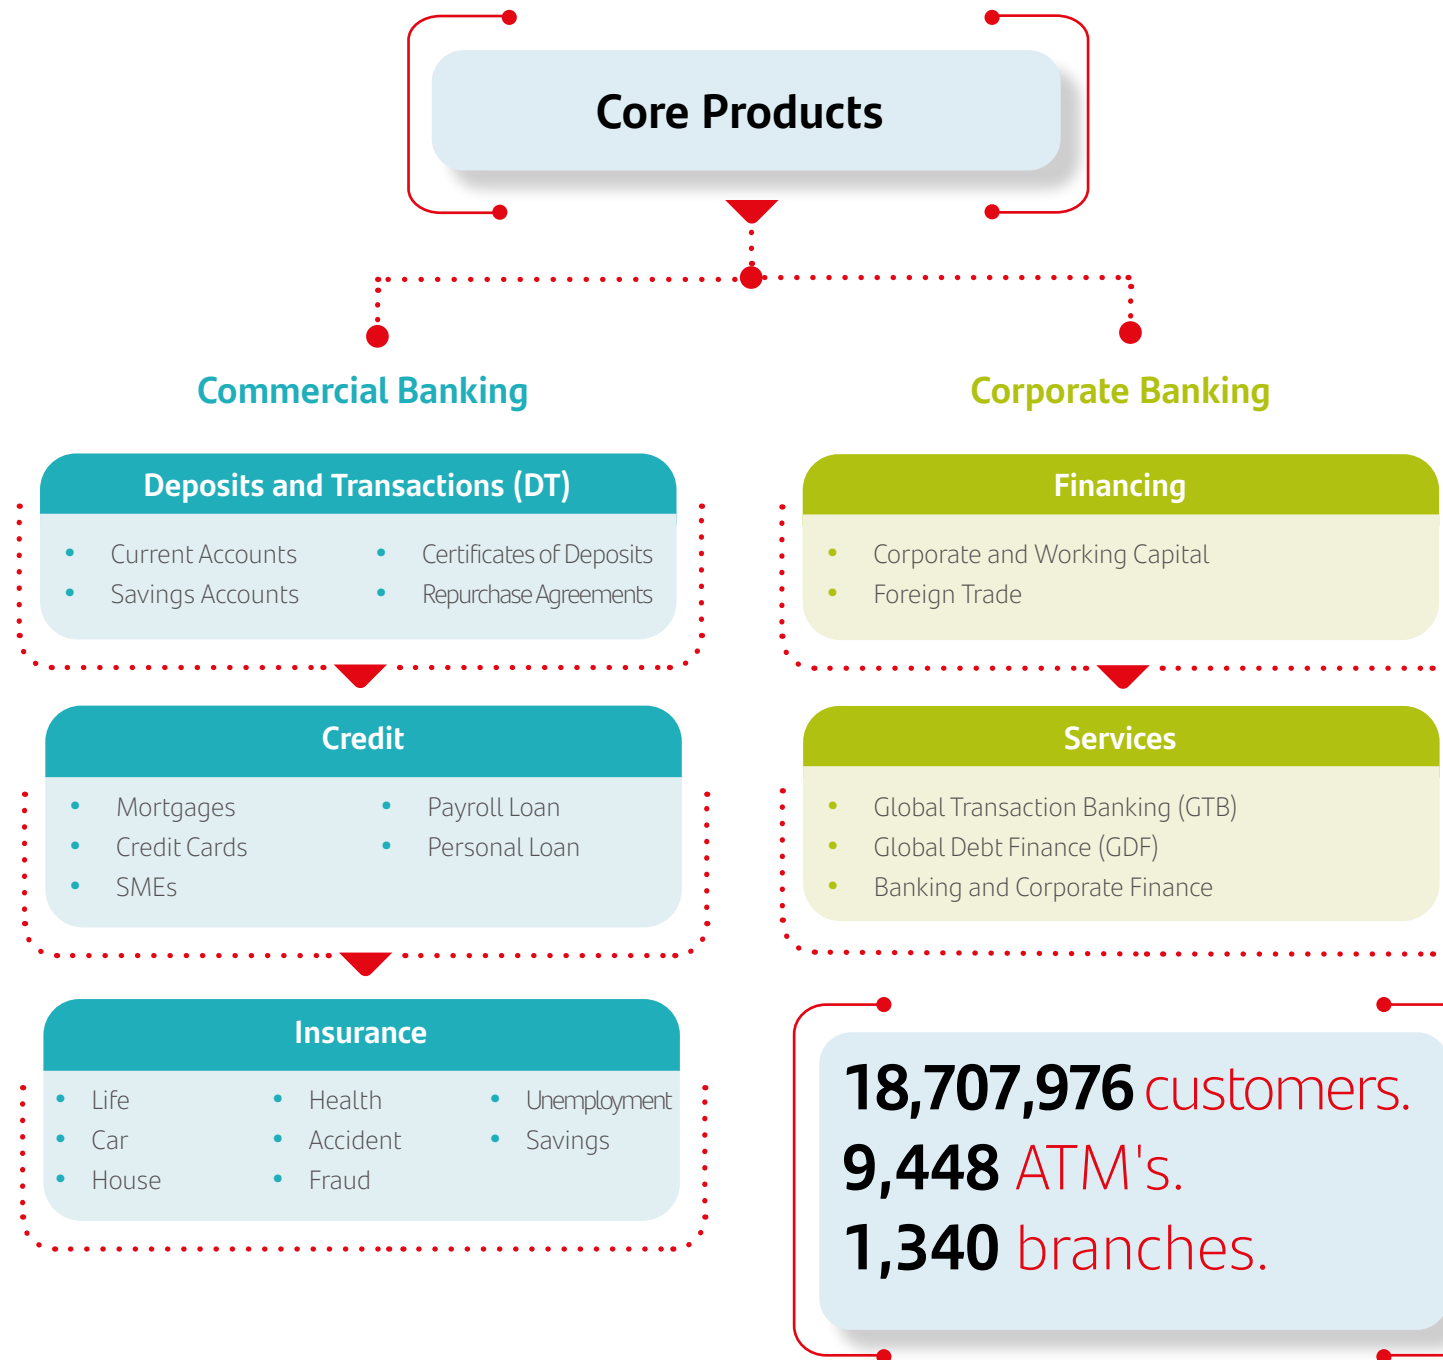 Core Products
Commercial Banking
Deposits and Transactions (DT)
• Current Accounts
• Savings Accounts
• Certificates of Deposits
• Repurchase Agreements
Credit
• Mortgages
• Credit Cards
• SMEs
• Payroll Loan
• Personal Loan
Insurance
• Life
• Car
• House
• Health
• Accident
• Fraud
• Unemployment
• Savings
Corporate Banking
Financing
• Corporate and Working Capital
• Foreign Trade
Services
• Global Transaction Banking (GTB)
• Global Debt Finance (GDF)
• Banking and Corporate Finance
18,707,976 customers.
9,448 ATM's.
1,340 branches.